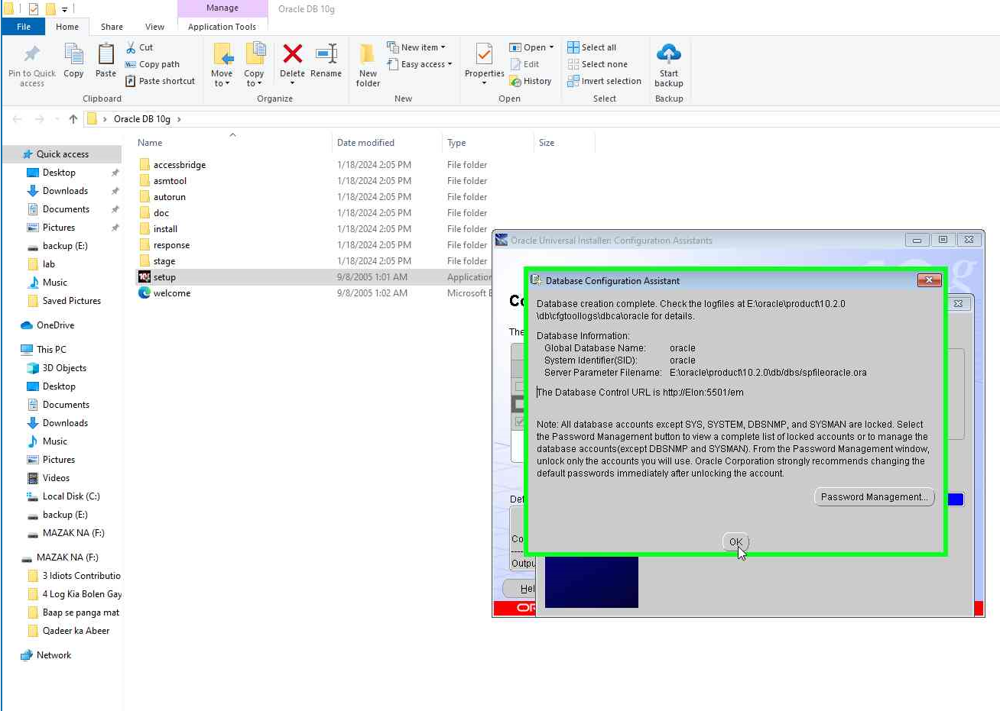 Manage
Oracle DB 10g
File
Home
Share
View
Application Tools
Pin to Quick access
Copy
Paste
Cut
Copy path
Paste shortcut
Clipboard
Move to
Copy to
Delete
Rename
Organize
New folder
New item
Easy access
New
Properties
Open
Edit
History
Open
Select all
Select none
Invert selection
Select
Start backup
Backup
Oracle DB 10g
Quick access
Desktop
Downloads
Documents
Pictures
backup (E:)
lab
Music
Saved Pictures
OneDrive
This PC
3D Objects
Desktop
Documents
Downloads
Music
Pictures
Videos
Local Disk (C:)
backup (E:)
MAZAK NA (F:)
MAZAK NA (F:)
3 Idiots Contributio
4 Log Kia Bolen Gay
Baap se panga mat
Qadeer ka Abeer
Network
Name Date modified Type Size
accessbridge 1/18/2024 2:05 PM File folder
asmtool 1/18/2024 2:05 PM File folder
autorun 1/18/2024 2:05 PM File folder
doc 1/18/2024 2:05 PM File folder
install 1/18/2024 2:05 PM File folder
response 1/18/2024 2:05 PM File folder
stage 1/18/2024 2:05 PM File folder
setup 9/8/2005 1:01 AM Application
welcome 9/8/2005 1:02 AM Microsoft E
Oracle Universal Installer: Configuration Assistants
Database Configuration Assistant
Database creation complete. Check the logfiles at E:\oracle\product\10.2.0
\db\cfgtoollogs\dbca\oracle for details.
Database Information:
Global Database Name: oracle
System Identifier(SID): oracle
Server Parameter Filename: E:\oracle\product\10.2.0\db/dbs/spfileoracle.ora
The Database Control URL is http://Elon:5501/em
Note: All database accounts except SYS, SYSTEM, DBSNMP, and SYSMAN are locked. Select
the Password Management button to view a complete list of locked accounts or to manage the
database accounts(except DBSNMP and SYSMAN). From the Password Management window,
unlock only the accounts you will use. Oracle Corporation strongly recommends changing the
default passwords immediately after unlocking the account.
Password Management...
OK
Co
The
Det
Co
Outpu
Hel
OR